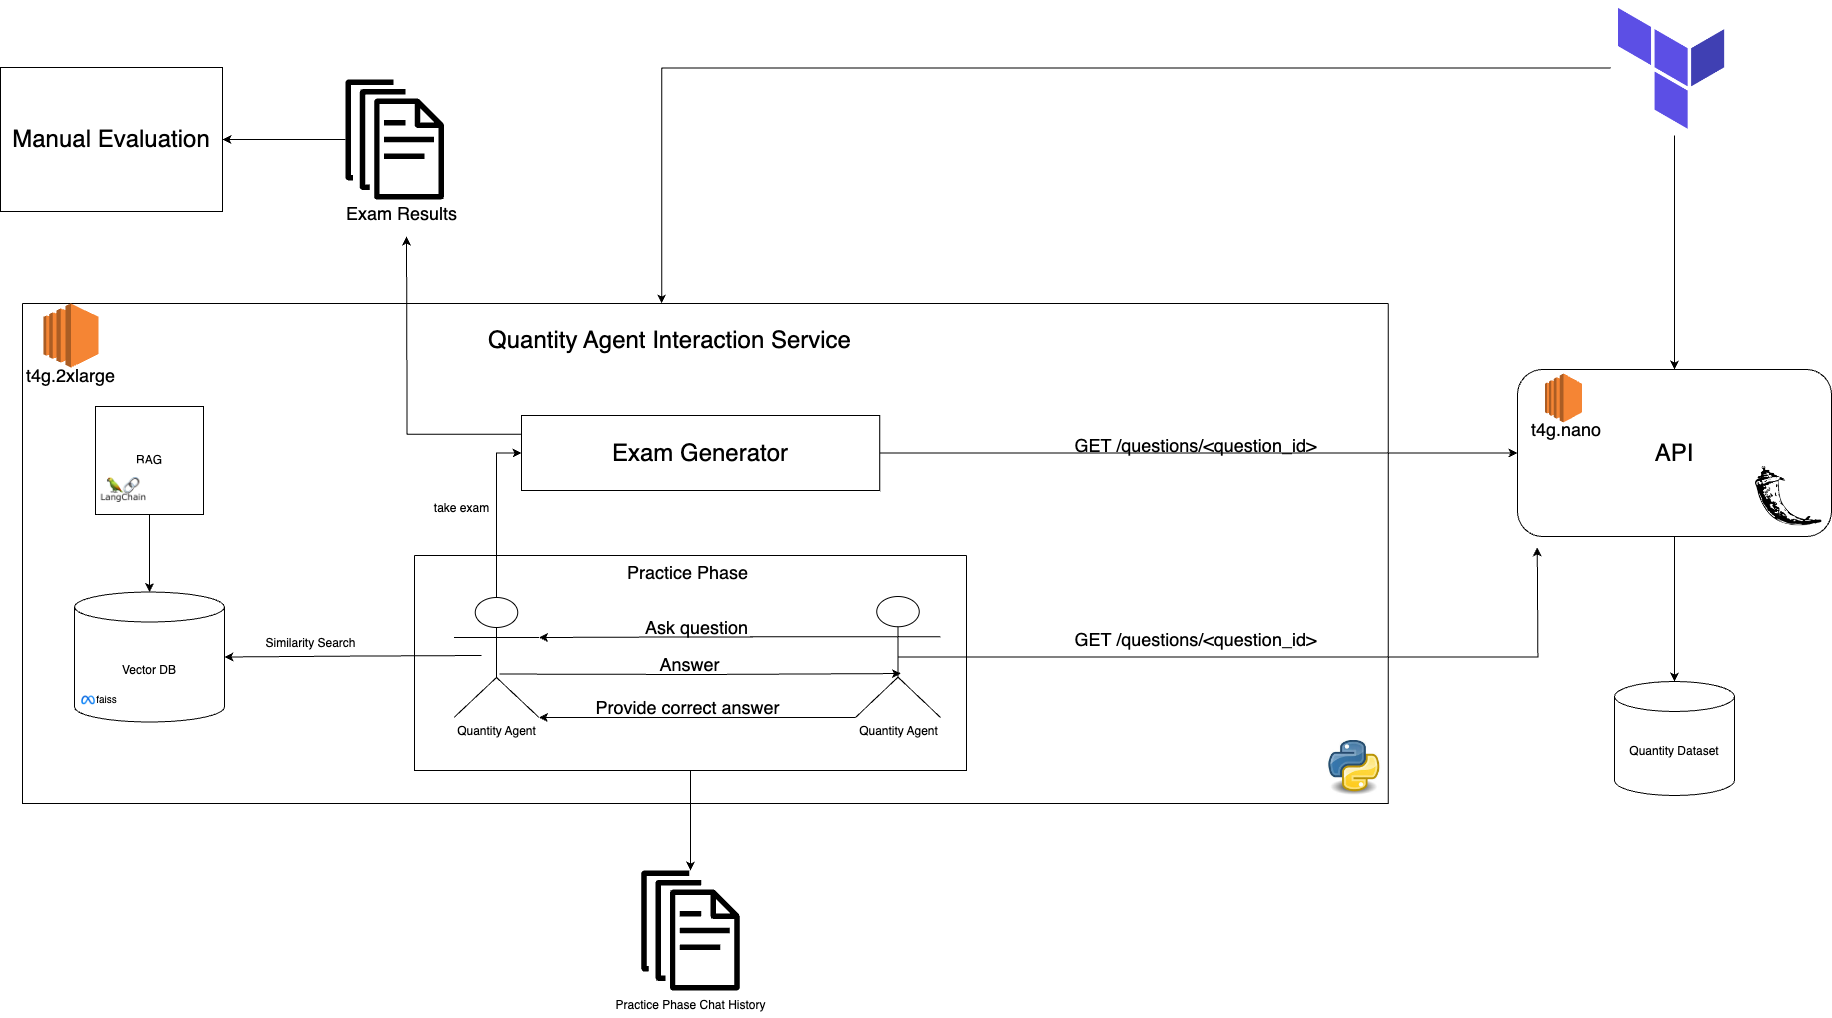 Manual Evaluation
Exam Results
Quantity Agent Interaction Service
t4g.2xlarge
RAG
LangChain
Exam Generator
GET /questions/<question_id>
t4g.nano
API
take exam
Practice Phase
Ask question
Answer
Provide correct answer
Quantity Agent
Quantity Agent
Similarity Search
Vector DB
faiss
GET /questions/<question_id>
Quantity Dataset
Practice Phase Chat History